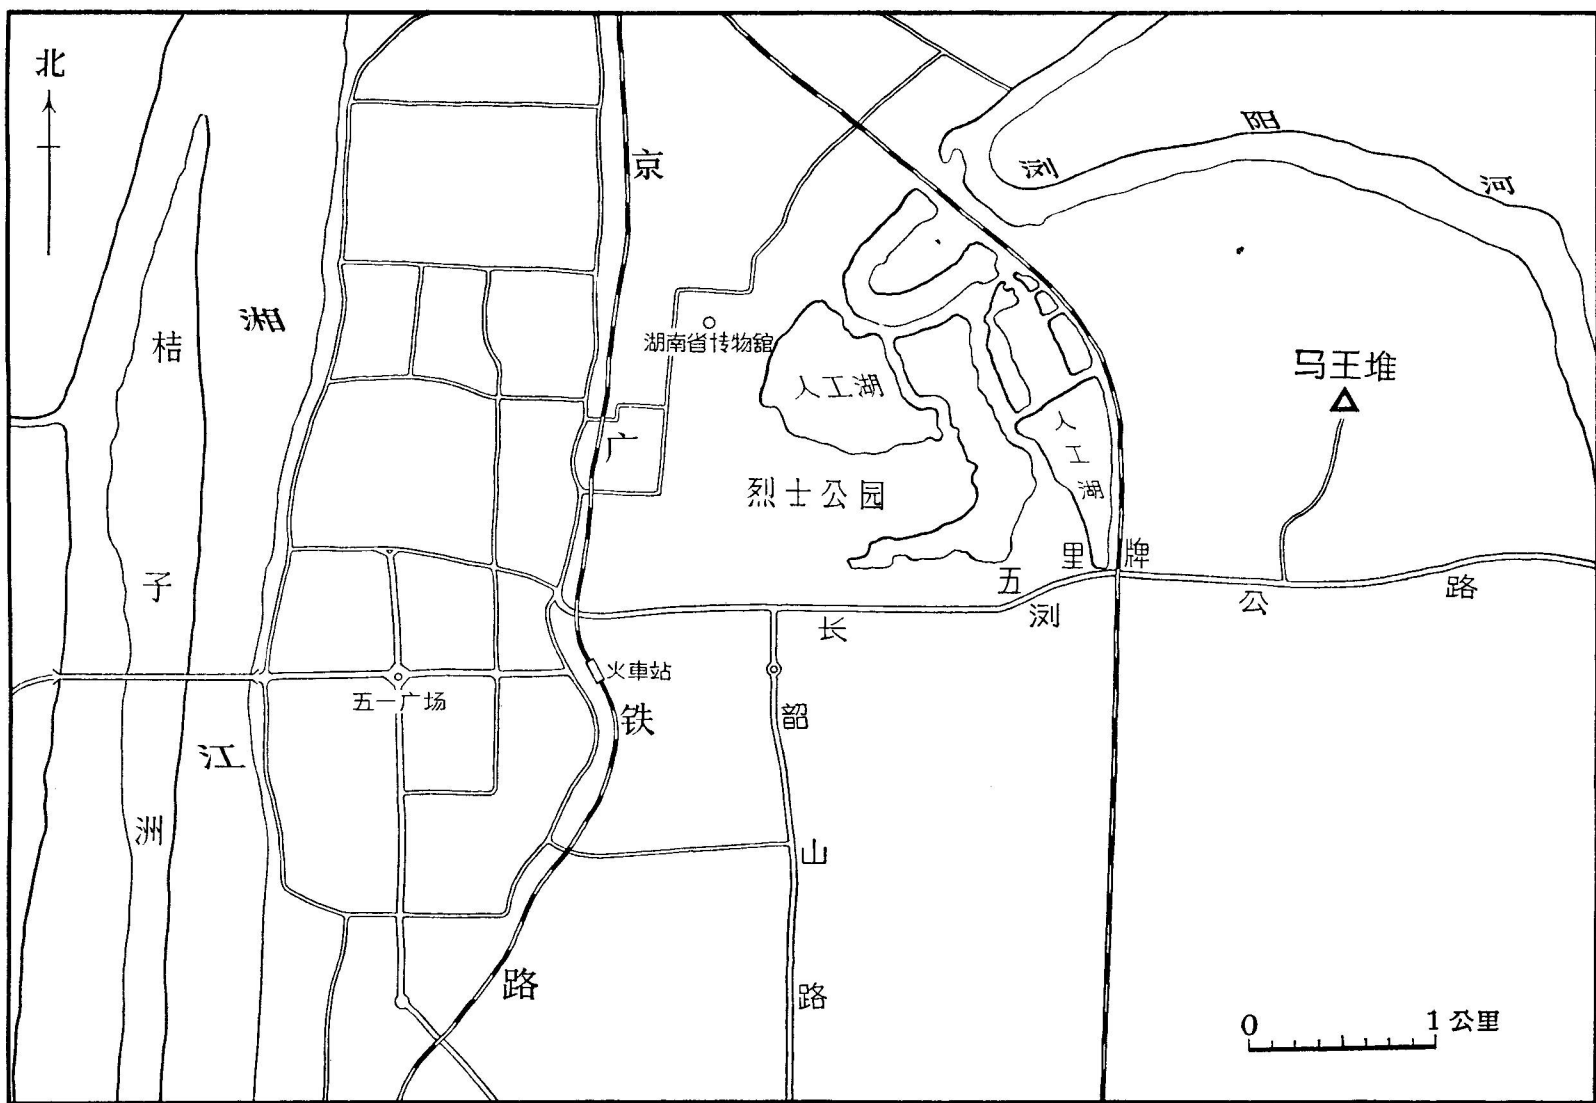 北
湘江
桔子洲
京广铁路
浏阳河
湖南省博物舘
人工湖
人工湖
马王堆
烈士公园
五里牌
长浏公路
火車站
五一广场
韶山路
0 1 公里